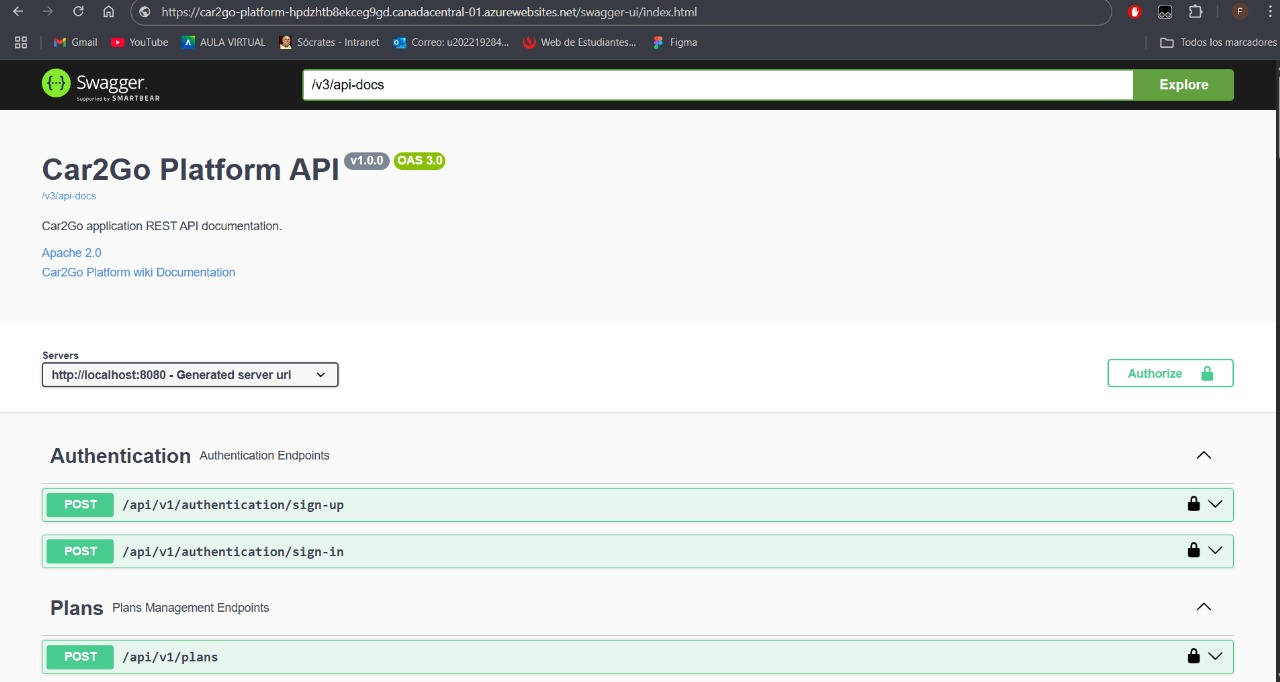 https://car2go-platform-hpdzhtb8ekceg9gd.canadacentral-01.azurewebsites.net/swagger-ui/index.html
F
Gmail YouTube AULA VIRTUAL Sócrates - Intranet Correo: u202219284... Web de Estudiantes... Figma Todos los marcadores
Swagger
Supported by SMARTBEAR
/v3/api-docs
Explore
Car2Go Platform API v1.0.0 OAS 3.0
/v3/api-docs
Car2Go application REST API documentation.
Apache 2.0
Car2Go Platform wiki Documentation
Servers
http://localhost:8080 - Generated server url
Authorize
Authentication Authentication Endpoints
POST /api/v1/authentication/sign-up
POST /api/v1/authentication/sign-in
Plans Plans Management Endpoints
POST /api/v1/plans